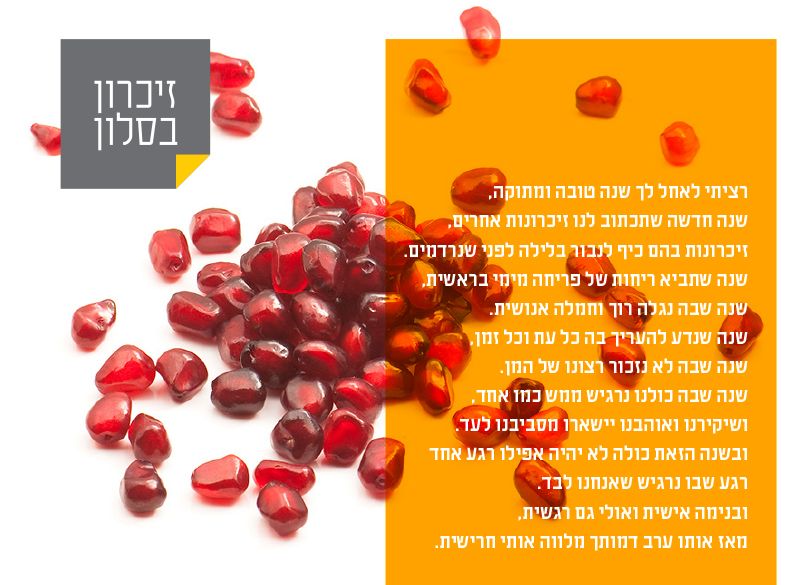 זיכרון
בסלון
רציתי לאחל לך שנה טובה ומתוקה,
שנה חדשה שתכתוב לנו זיכרונות אחרים,
זיכרונות בהם כיף לנבור בלילה לפני שנרדמים.
שנה שתביא ריחות של פריחה מימי בראשית,
שנה שבה נגלה רוך וחמלה אנושית.
שנה שנדע להעריך בה כל עת וכל זמן,
שנה שבה לא נזכור רצונו של המן.
שנה שבה כולנו נרגיש ממש כמו אחד,
ושיקירנו ואוהבנו יישארו מסביבנו לעד.
ובשנה הזאת כולה לא יהיה אפילו רגע אחד
רגע שבו נרגיש שאנחנו לבד.
ובנימה אישית ואולי גם רגשית,
מאז אותו ערב דמותך מלווה אותי חרישית.